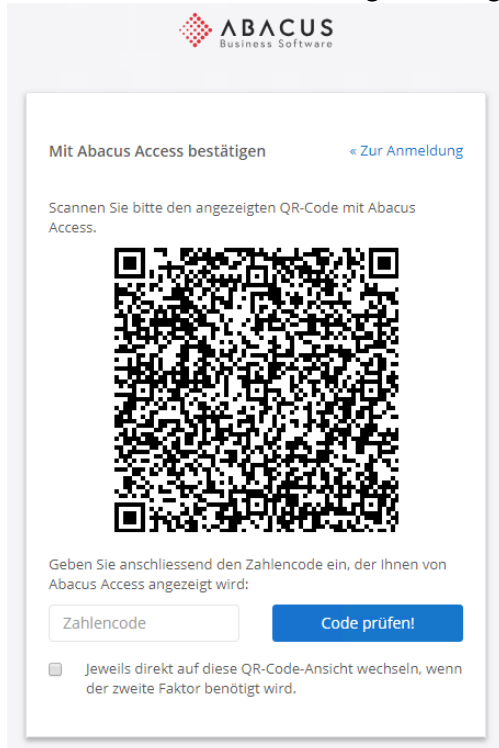 ABACUS
Business Software
Mit Abacus Access bestätigen
« Zur Anmeldung
Scannen Sie bitte den angezeigten QR-Code mit Abacus
Access.
Geben Sie anschliessend den Zahlencode ein, der Ihnen von
Abacus Access angezeigt wird:
Zahlencode
Code prüfen!
Jeweils direkt auf diese QR-Code-Ansicht wechseln, wenn
der zweite Faktor benötigt wird.